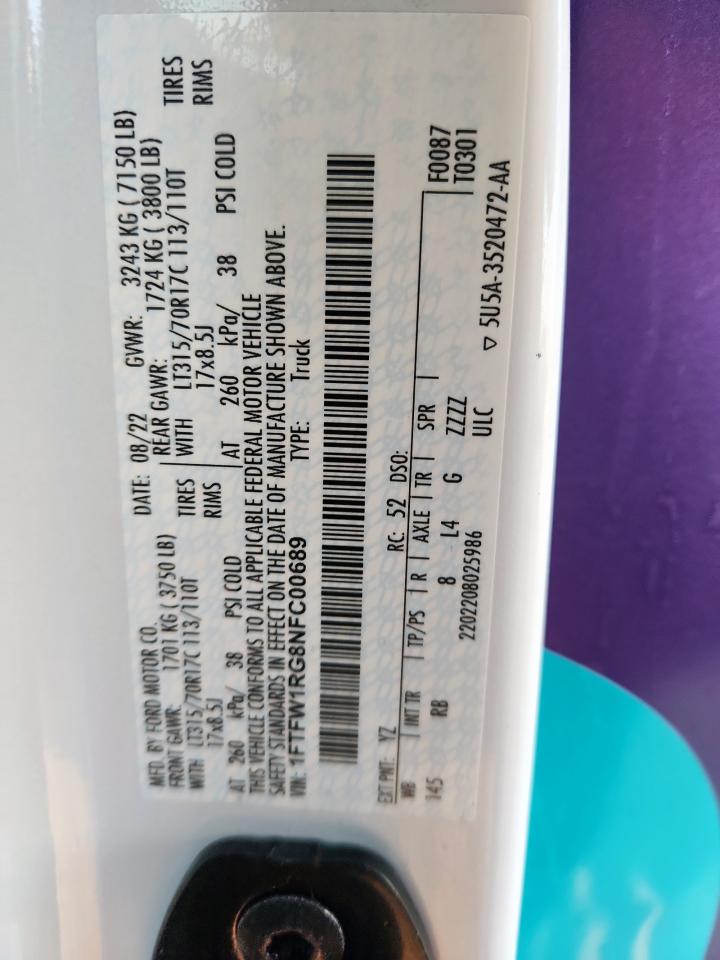 MFD. BY FORD MOTOR CO. DATE: 08/22 GVWR: 3243 KG ( 7150 LB)
FRONT GAWR: 1701 KG ( 3750 LB) REAR GAWR: 1724 KG ( 3800 LB)
WITH LT315/70R17C 113/110T TIRES WITH LT315/70R17C 113/110T TIRES
17x8.5J RIMS 17x8.5J RIMS
AT 260 kPa/ 38 PSI COLD AT 260 kPa/ 38 PSI COLD
THIS VEHICLE CONFORMS TO ALL APPLICABLE FEDERAL MOTOR VEHICLE
SAFETY STANDARDS IN EFFECT ON THE DATE OF MANUFACTURE SHOWN ABOVE.
VIN: 1FTFW1RG8NFC00689 TYPE: Truck
EXT PNT: YZ RC: 52 DSO: F0087
WB INT TR TP/PS R AXLE TR SPR T0301
145 RB 8 L4 G ZZZZ
2202208025986 ULC
▽ 5U5A-3520472-AA